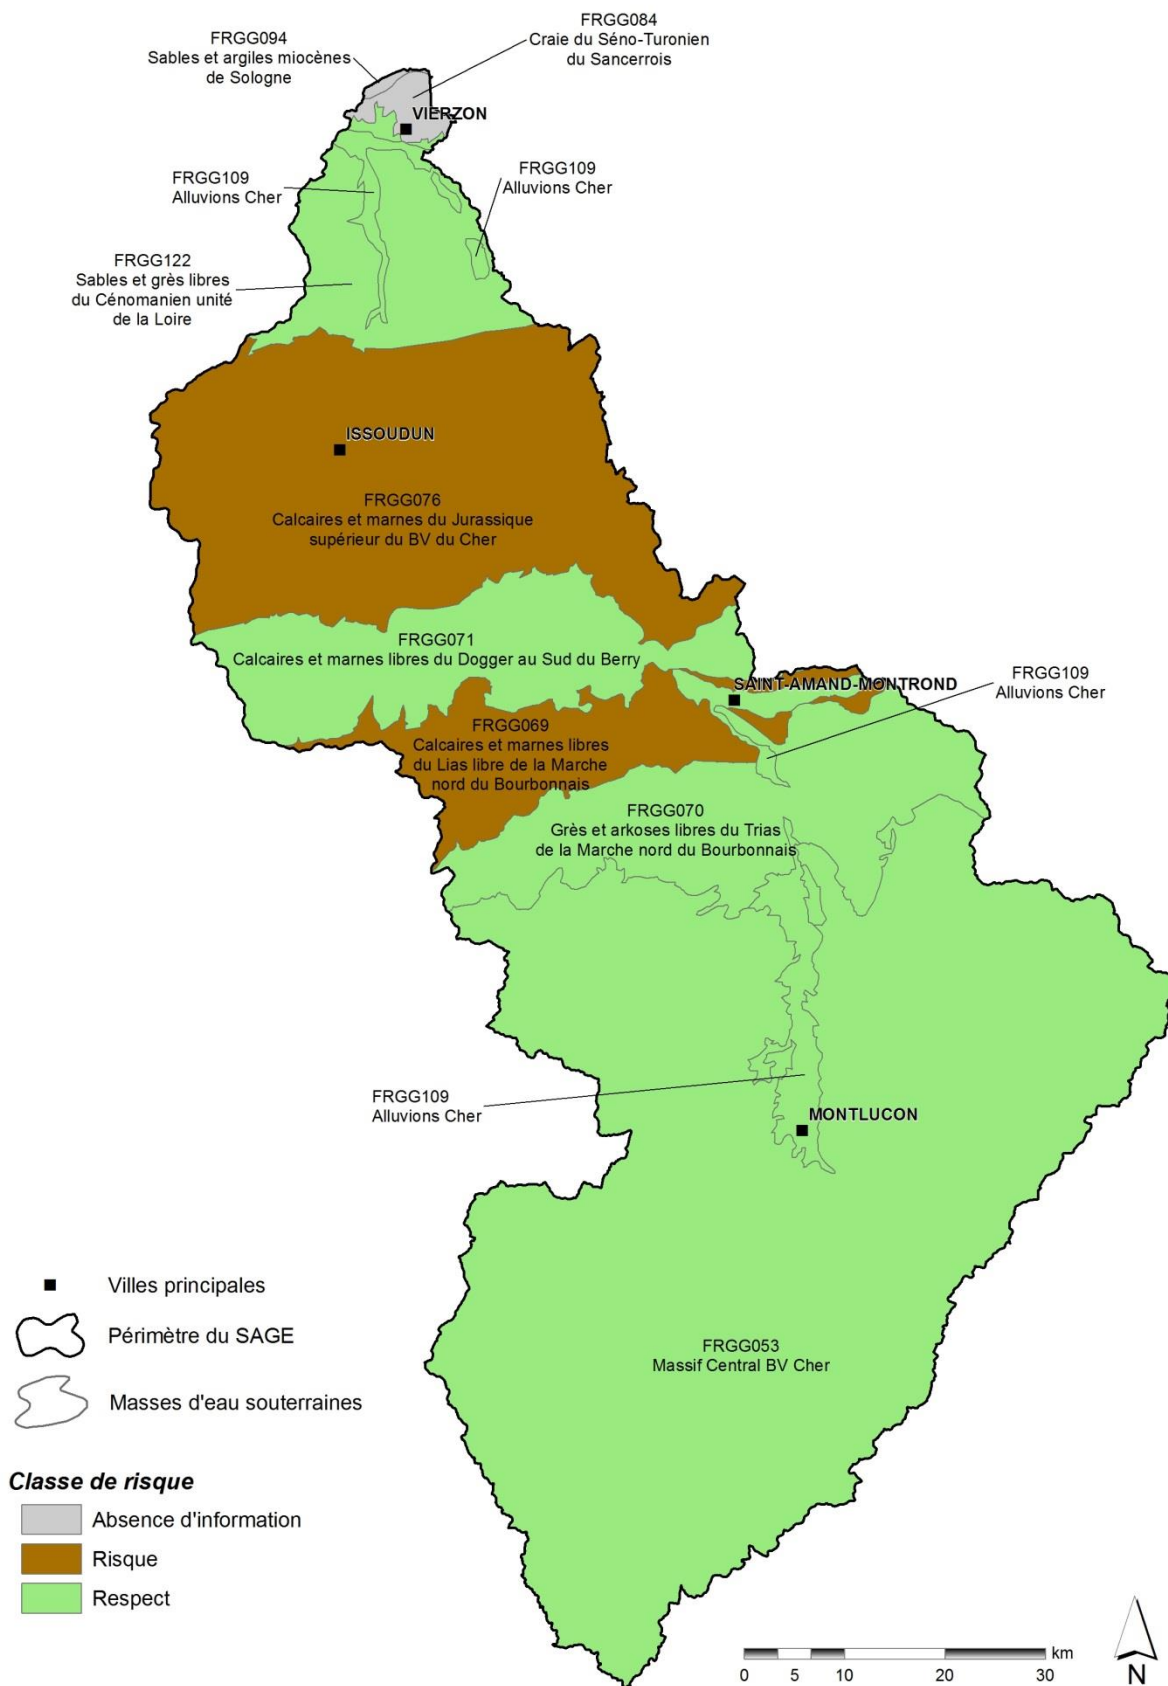 FRGG084
Craie du Séno-Turonien
du Sancerrois
FRGG094
Sables et argiles miocènes
de Sologne
VIERZON
FRGG109
Alluvions Cher
FRGG109
Alluvions Cher
FRGG122
Sables et grès libres
du Cénomanien unité
de la Loire
ISSOUDUN
FRGG076
Calcaires et marnes du Jurassique
supérieur du BV du Cher
FRGG071
Calcaires et marnes libres du Dogger au Sud du Berry
FRGG109
Alluvions Cher
SAINT-AMAND-MONTROND
FRGG069
Calcaires et marnes libres
du Lias libre de la Marche
nord du Bourbonnais
FRGG070
Grès et arkoses libres du Trias
de la Marche nord du Bourbonnais
FRGG109
Alluvions Cher
MONTLUCON
FRGG053
Massif Central BV Cher
Villes principales
Périmètre du SAGE
Masses d'eau souterraines
Classe de risque
Absence d'information
Risque
Respect
km
0 5 10 20 30
N